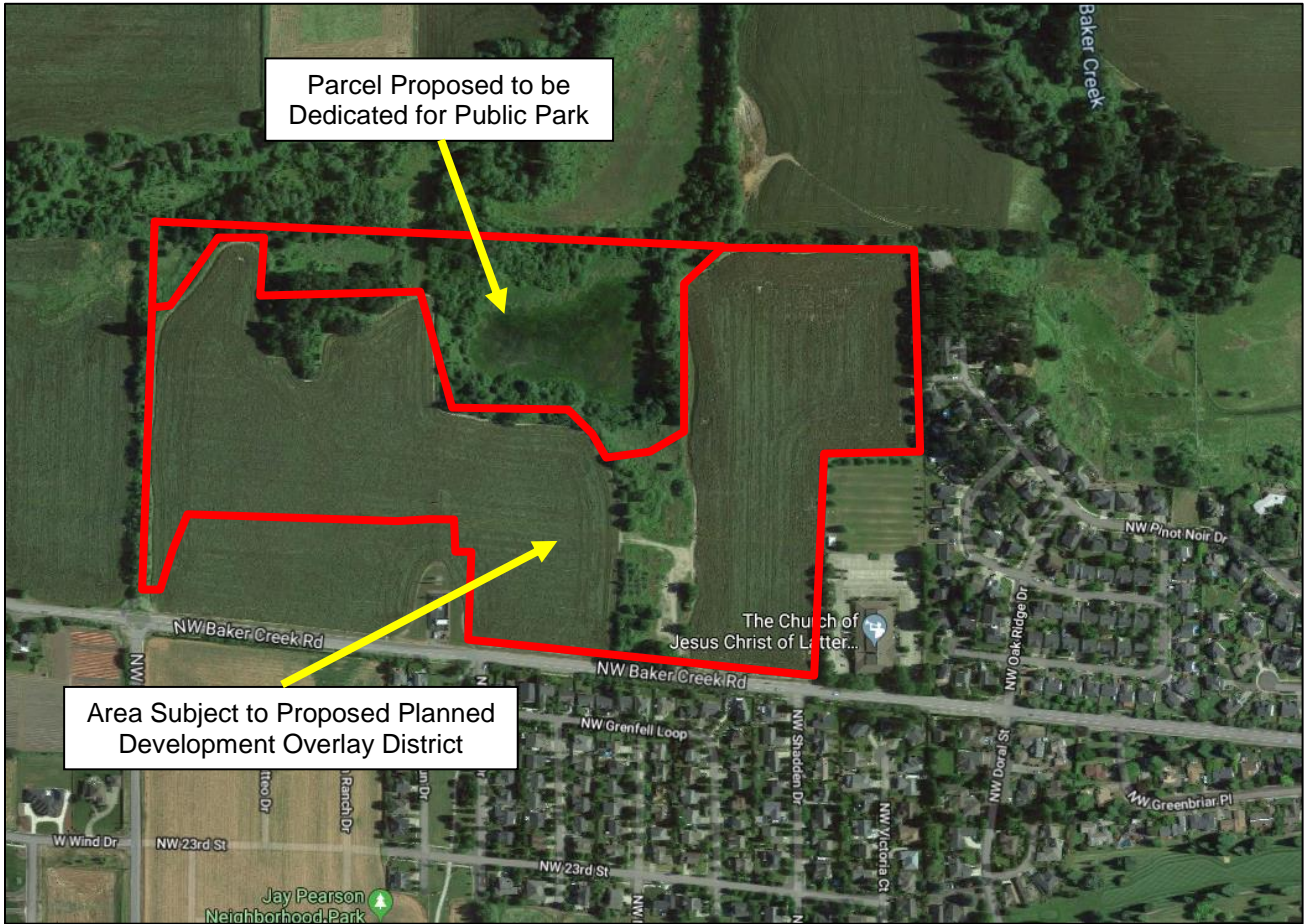 Baker Creek
Parcel Proposed to be
Dedicated for Public Park
NW Pinot Noir Dr
The Church of
Jesus Christ of Latter...
NW Oak Ridge Dr
NW Baker Creek Rd
NW Baker Creek Rd
Area Subject to Proposed Planned
Development Overlay District
NW Grenfell Loop
NW Shadden Dr
NW Doral St
NW Victoria Ct
NW Greenbriar Pl
Ranch Dr
W Wind Dr
NW 23rd St
NW 23rd St
Jay Pearson
Neighborhood Park